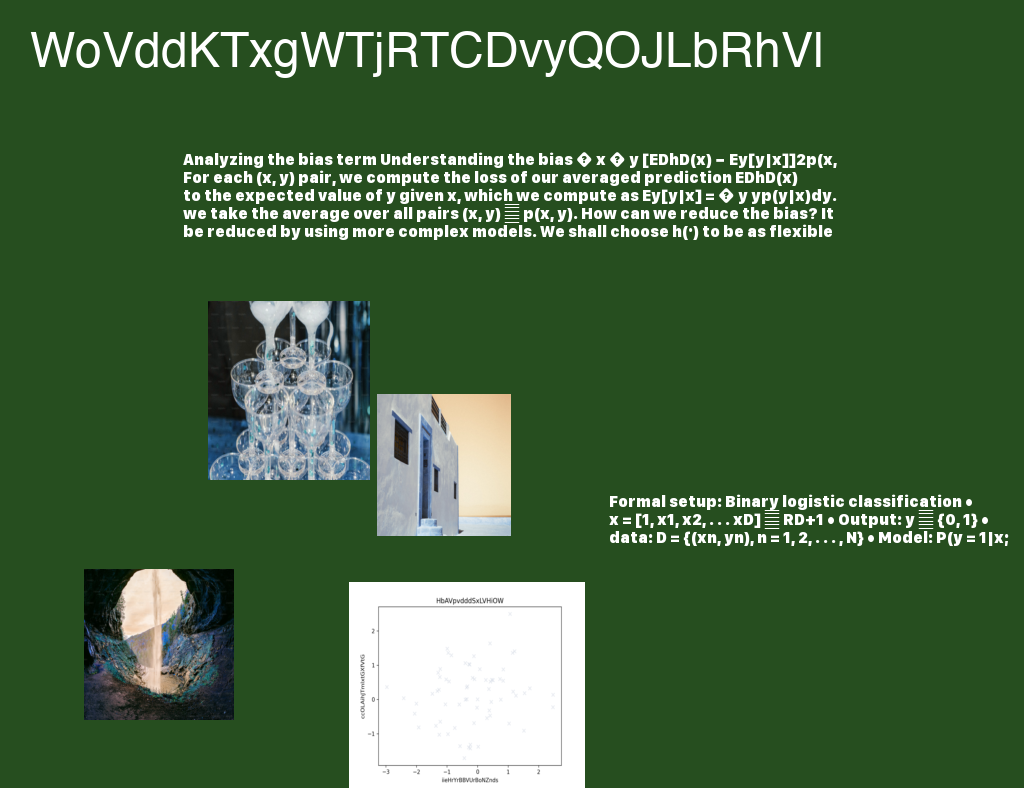 WoVddKTxgWTjRTCDvyQOJLbRhVl
Analyzing the bias term Understanding the bias � x � y [EDhD(x) − Ey[y|x]]2p(x,
For each (x, y) pair, we compute the loss of our averaged prediction EDhD(x)
to the expected value of y given x, which we compute as Ey[y|x] = � y yp(y|x)dy.
we take the average over all pairs (x, y) p(x, y). How can we reduce the bias? It
be reduced by using more complex models. We shall choose h(·) to be as flexible
Formal setup: Binary logistic classification •
x = [1, x1, x2, . . . xD] RD+1 • Output: y {0, 1} •
data: D = {(xn, yn), n = 1, 2, . . . , N} • Model: P(y = 1|x;
HbAVpvdddSxLVHiOW
2
1
0
−1
−3 −2 −1 0 1 2